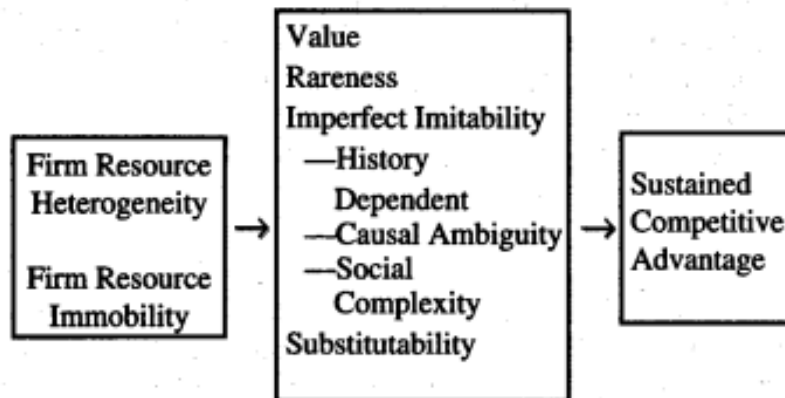 Firm Resource
Heterogeneity
Firm Resource
Immobility
→
Value
Rareness
Imperfect Imitability
—History
Dependent
—Causal Ambiguity
—Social
Complexity
Substitutability
→
Sustained
Competitive
Advantage